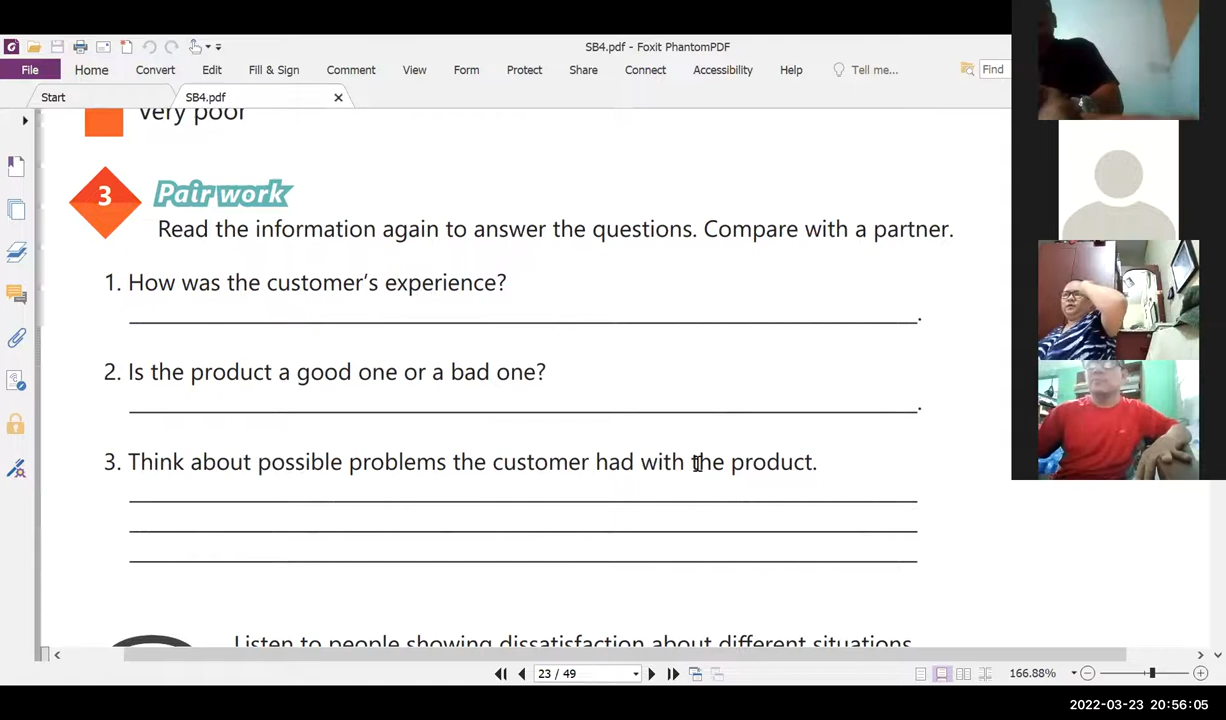 SB4.pdf - Foxit PhantomPDF
File Home Convert Edit Fill & Sign Comment View Form Protect Share Connect Accessibility Help Tell me... Find
Start SB4.pdf
very poor
3 Pair work
Read the information again to answer the questions. Compare with a partner.
1. How was the customer's experience?
2. Is the product a good one or a bad one?
3. Think about possible problems the customer had with the product.
Listen to people showing dissatisfaction about different situations
23 / 49 166.88%
2022-03-23 20:56:05